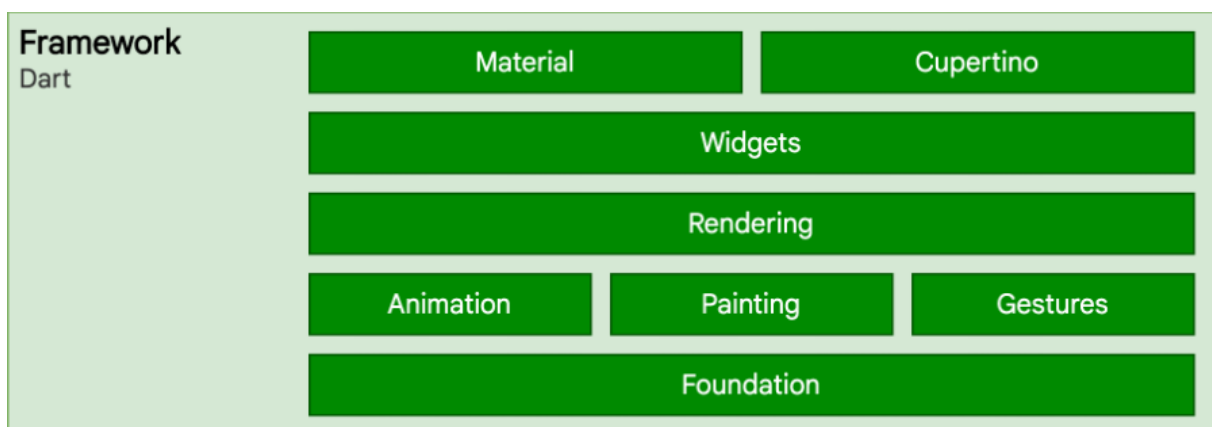 Framework
Dart
Material
Cupertino
Widgets
Rendering
Animation
Painting
Gestures
Foundation